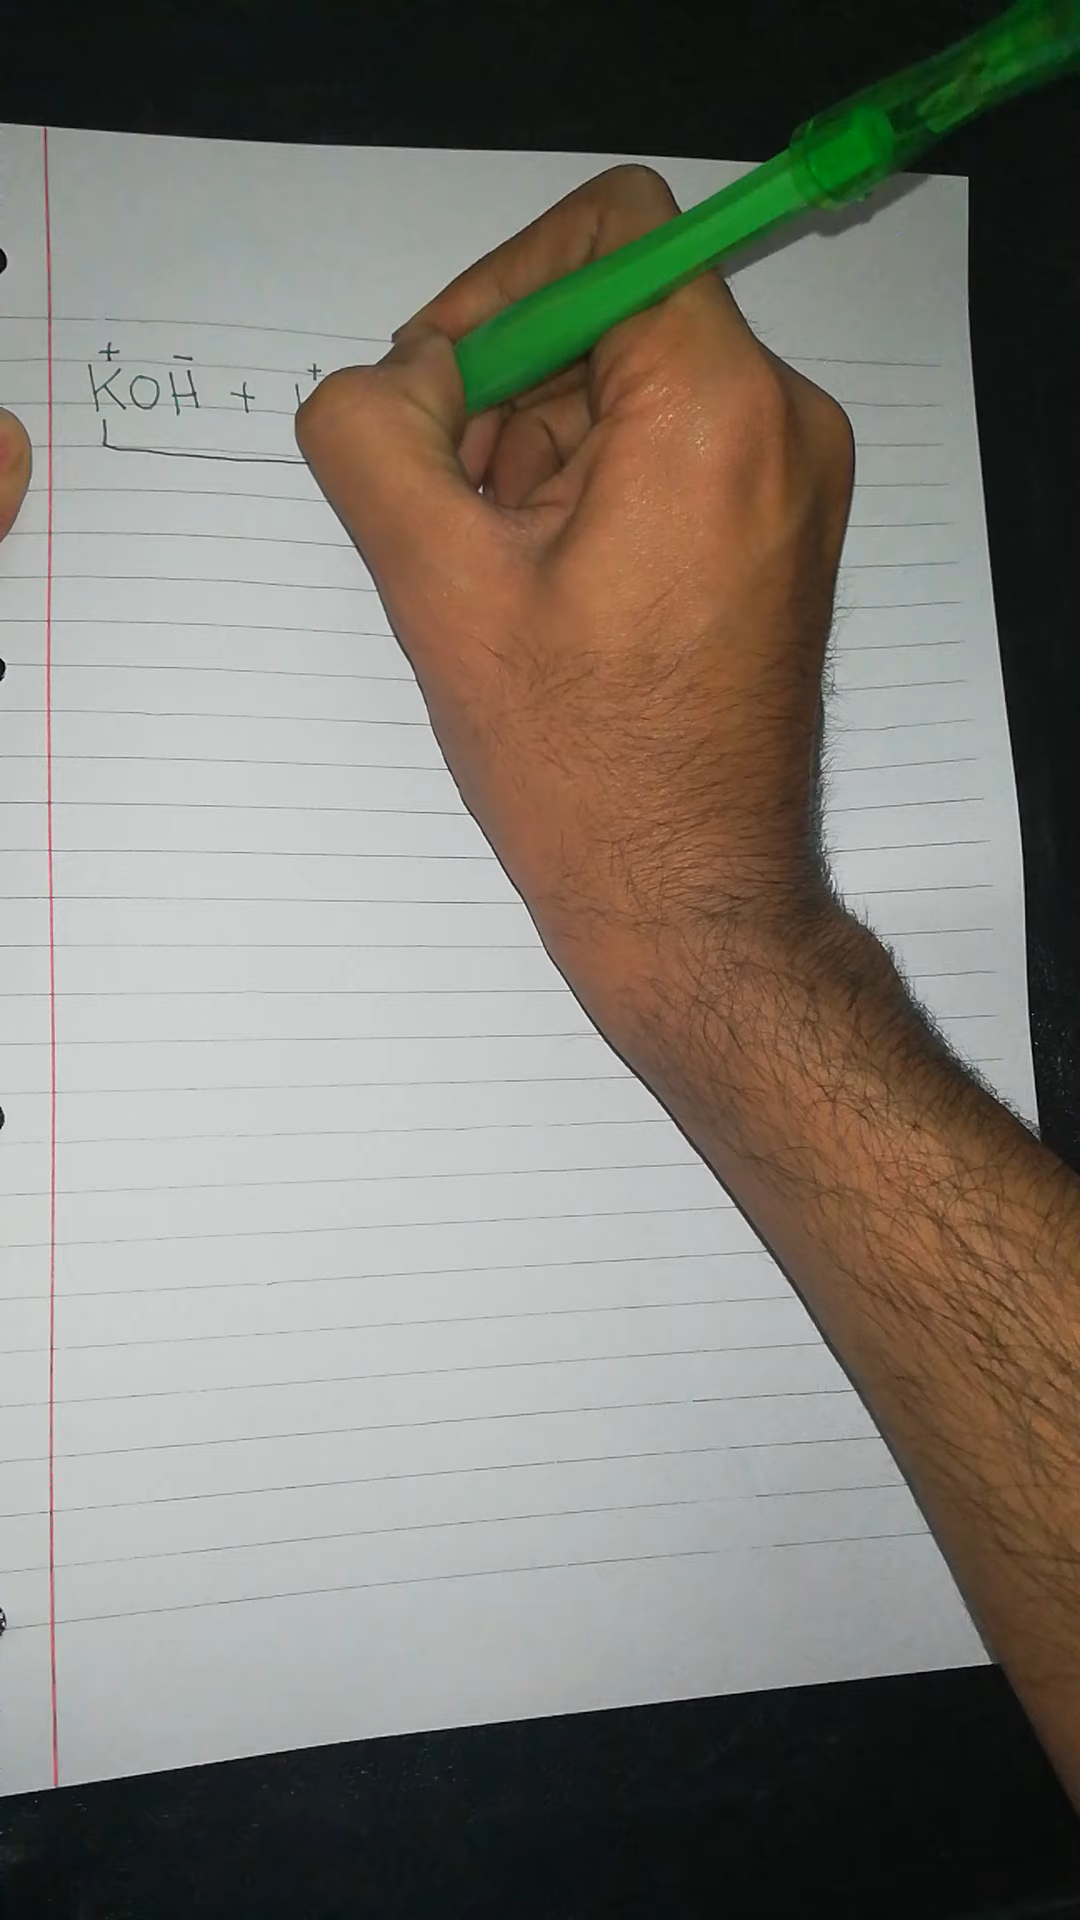 + - +
KOH +